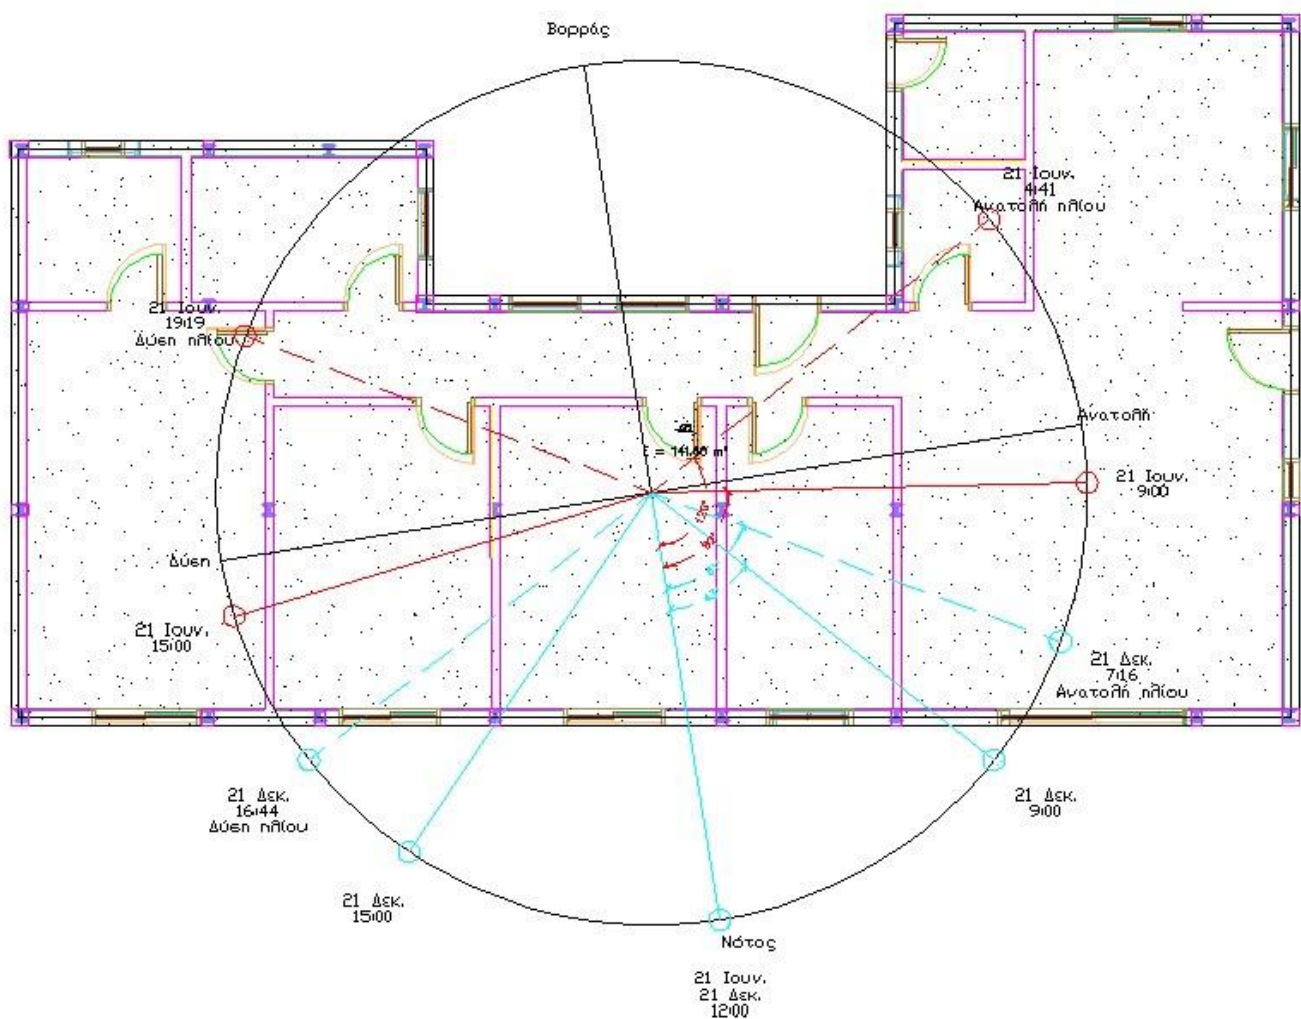 Βορράς
21 Ιουν.
4:41
Ανατολή ηλίου
21 Ιουν.
19:19
Δύση ηλίου
Ανατολή
21 Ιουν.
9:00
Δύση
21 Ιουν.
15:00
21 Δεκ.
7:16
Ανατολή ηλίου
21 Δεκ.
16:44
Δύση ηλίου
21 Δεκ.
9:00
21 Δεκ.
15:00
Νότος
21 Ιουν.
21 Δεκ.
12:00